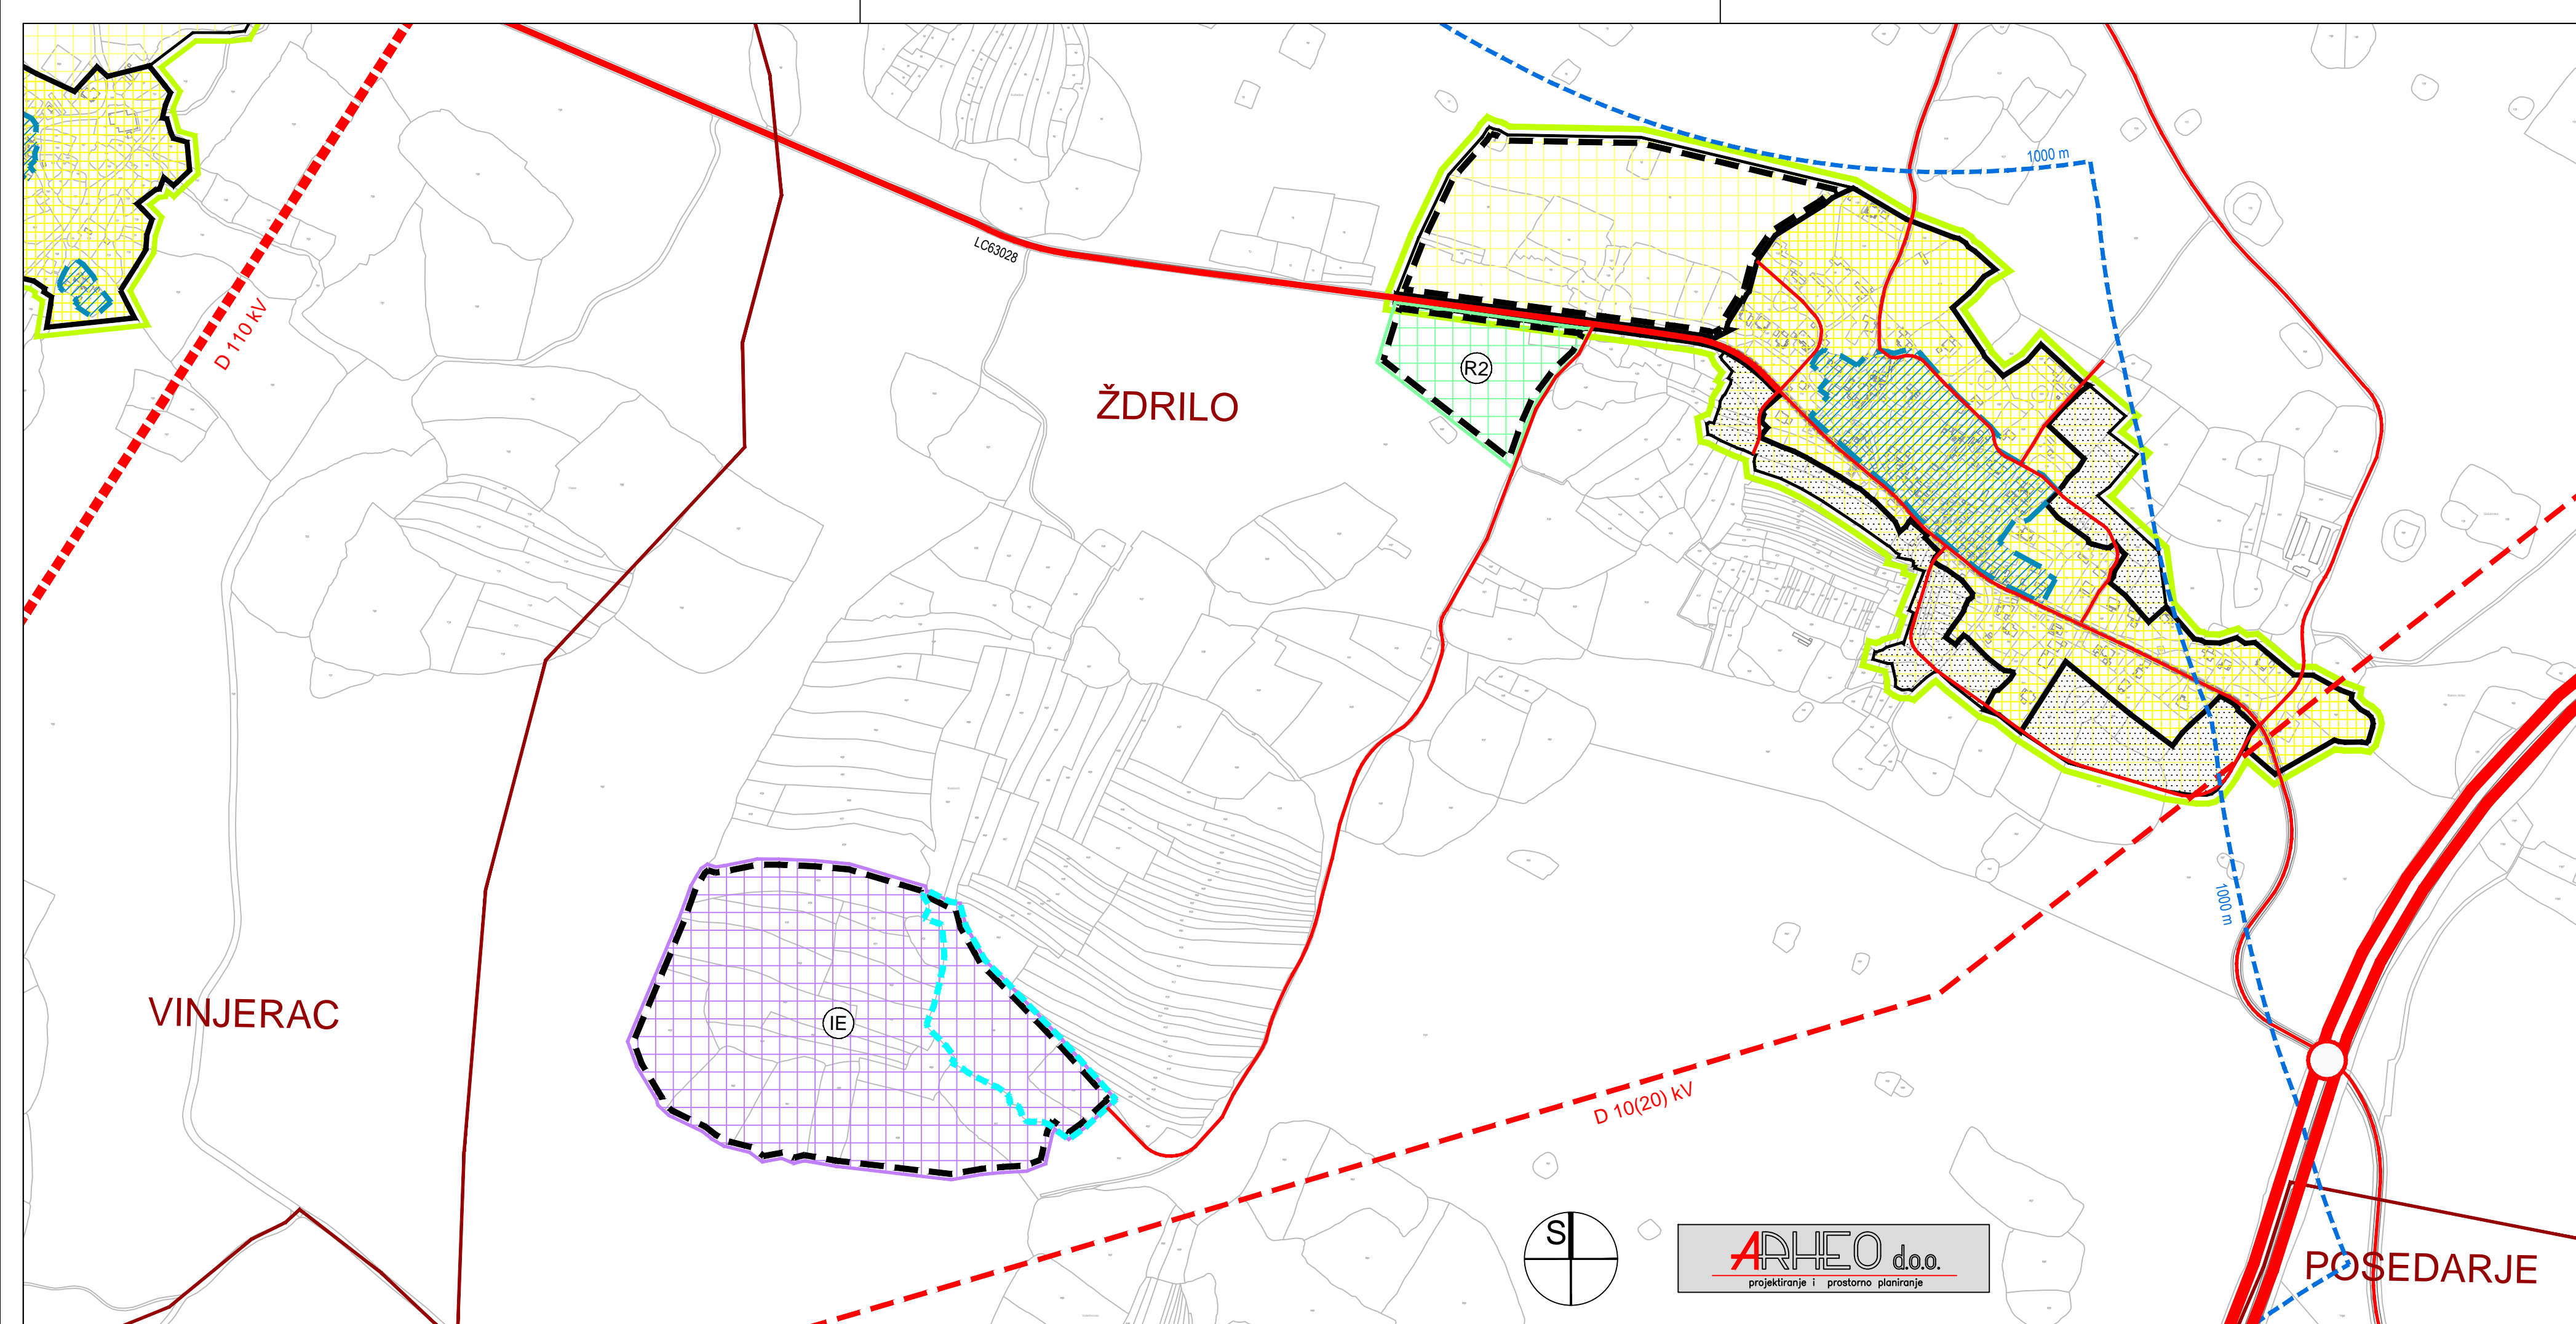 1000 m
LC63028
D 110 kV
R2
ŽDRILO
1000 m
VINJERAC
IE
D 10(20) kV
S
ARHEO d.o.o.
projektiranje i prostorno planiranje
POSEDARJE